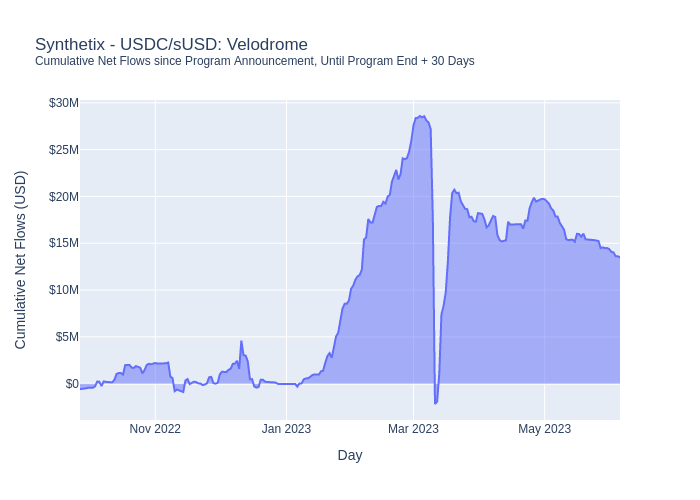 Synthetix - USDC/sUSD: Velodrome
Cumulative Net Flows since Program Announcement, Until Program End + 30 Days
Cumulative Net Flows (USD)
$30M
$25M
$20M
$15M
$10M
$5M
$0
Nov 2022 Jan 2023 Mar 2023 May 2023
Day